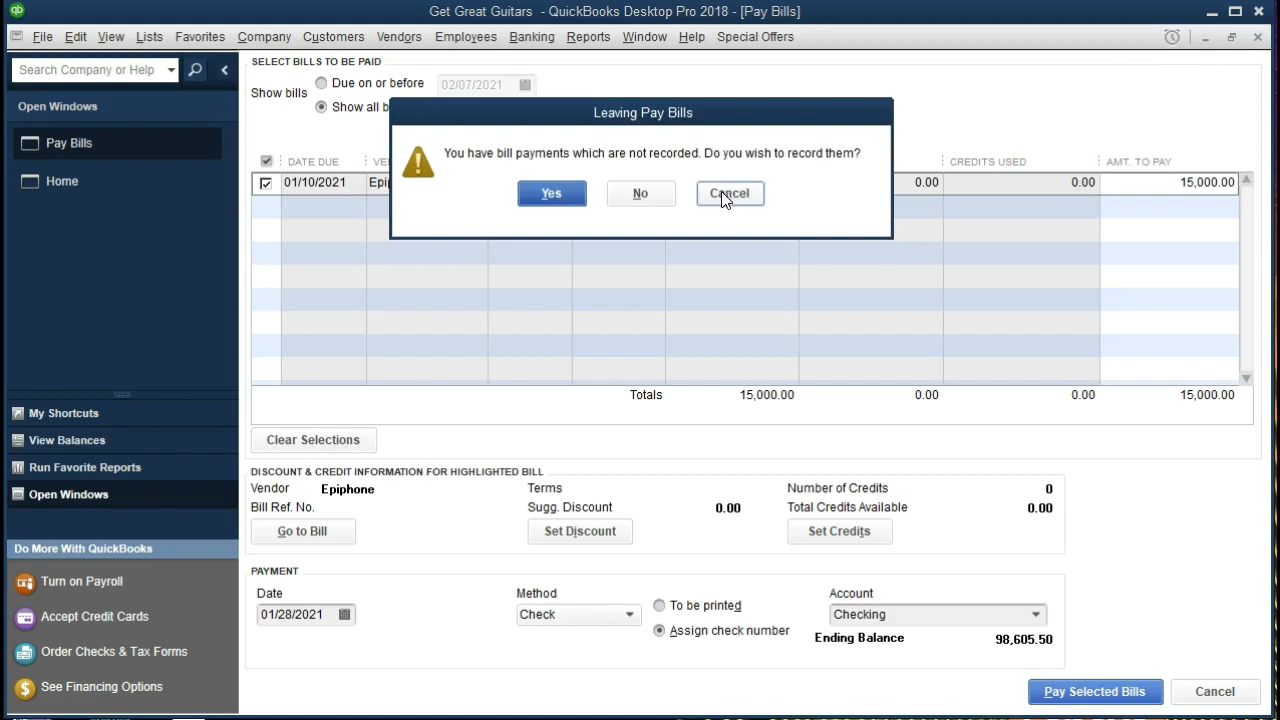 Get Great Guitars - QuickBooks Desktop Pro 2018 - [Pay Bills]
File Edit View Lists Favorites Company Customers Vendors Employees Banking Reports Window Help Special Offers
Search Company or Help
SELECT BILLS TO BE PAID
Show bills
Due on or before 02/07/2021
Show all b
Open Windows
Pay Bills
Home
Leaving Pay Bills
You have bill payments which are not recorded. Do you wish to record them?
Yes No Cancel
DATE DUE VE CREDITS USED AMT. TO PAY
01/10/2021 Epi 0.00 0.00 15,000.00
Totals 15,000.00 0.00 0.00 15,000.00
My Shortcuts
View Balances
Run Favorite Reports
Open Windows
Clear Selections
DISCOUNT & CREDIT INFORMATION FOR HIGHLIGHTED BILL
Vendor Epiphone Terms Number of Credits 0
Bill Ref. No. Sugg. Discount 0.00 Total Credits Available 0.00
Go to Bill Set Discount Set Credits
Do More With QuickBooks
Turn on Payroll
Accept Credit Cards
Order Checks & Tax Forms
See Financing Options
PAYMENT
Date Method Account
01/28/2021 Check To be printed Checking
Assign check number Ending Balance 98,605.50
Pay Selected Bills Cancel